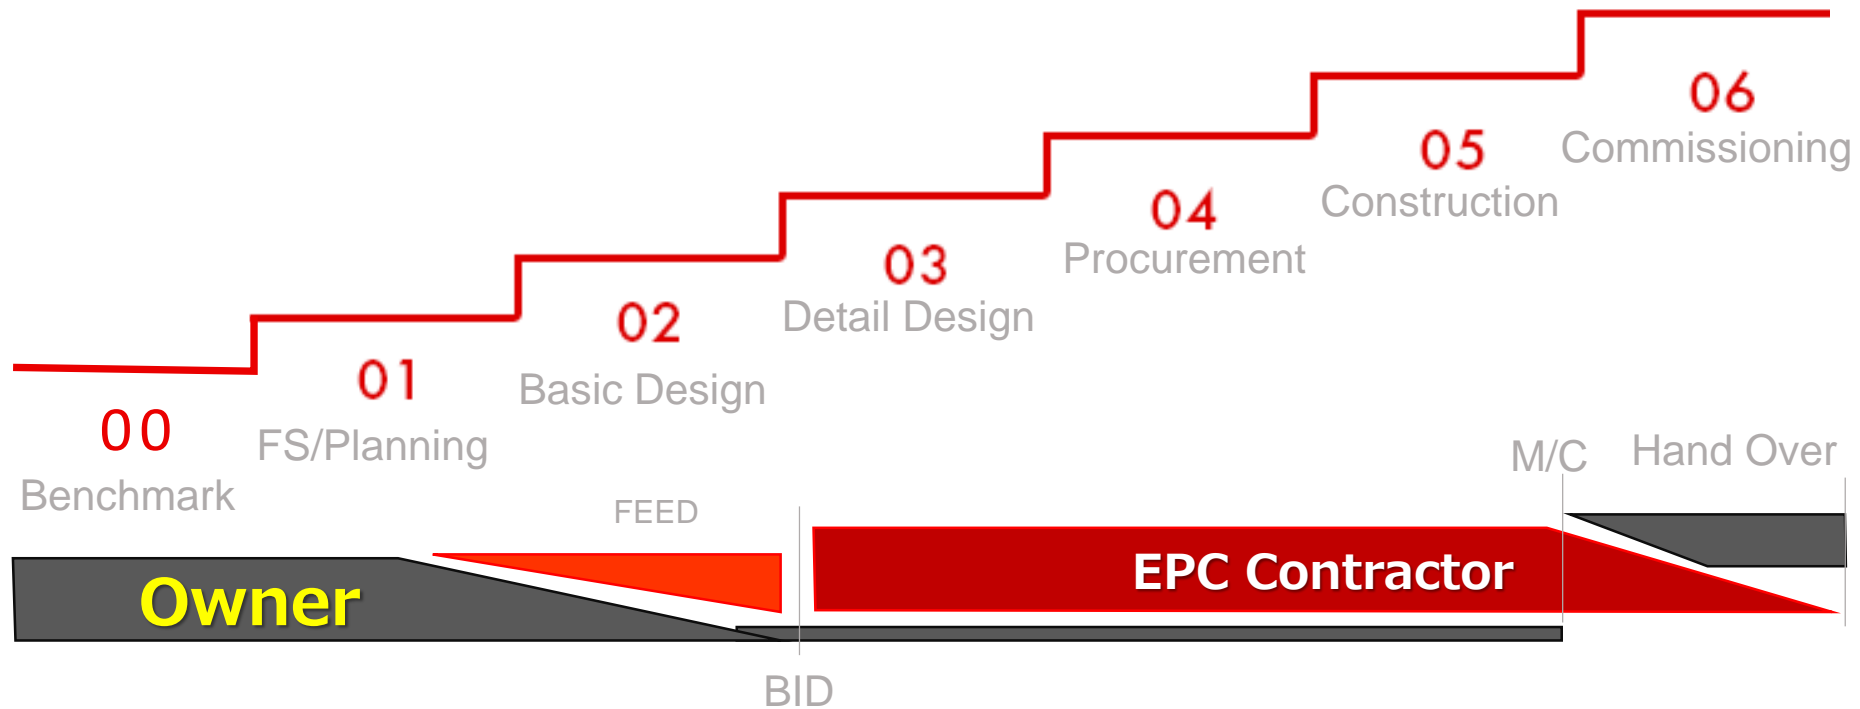 00
Benchmark
01
FS/Planning
02
Basic Design
03
Detail Design
04
Procurement
05
Construction
06
Commissioning
FEED
M/C
Hand Over
Owner
EPC Contractor
BID